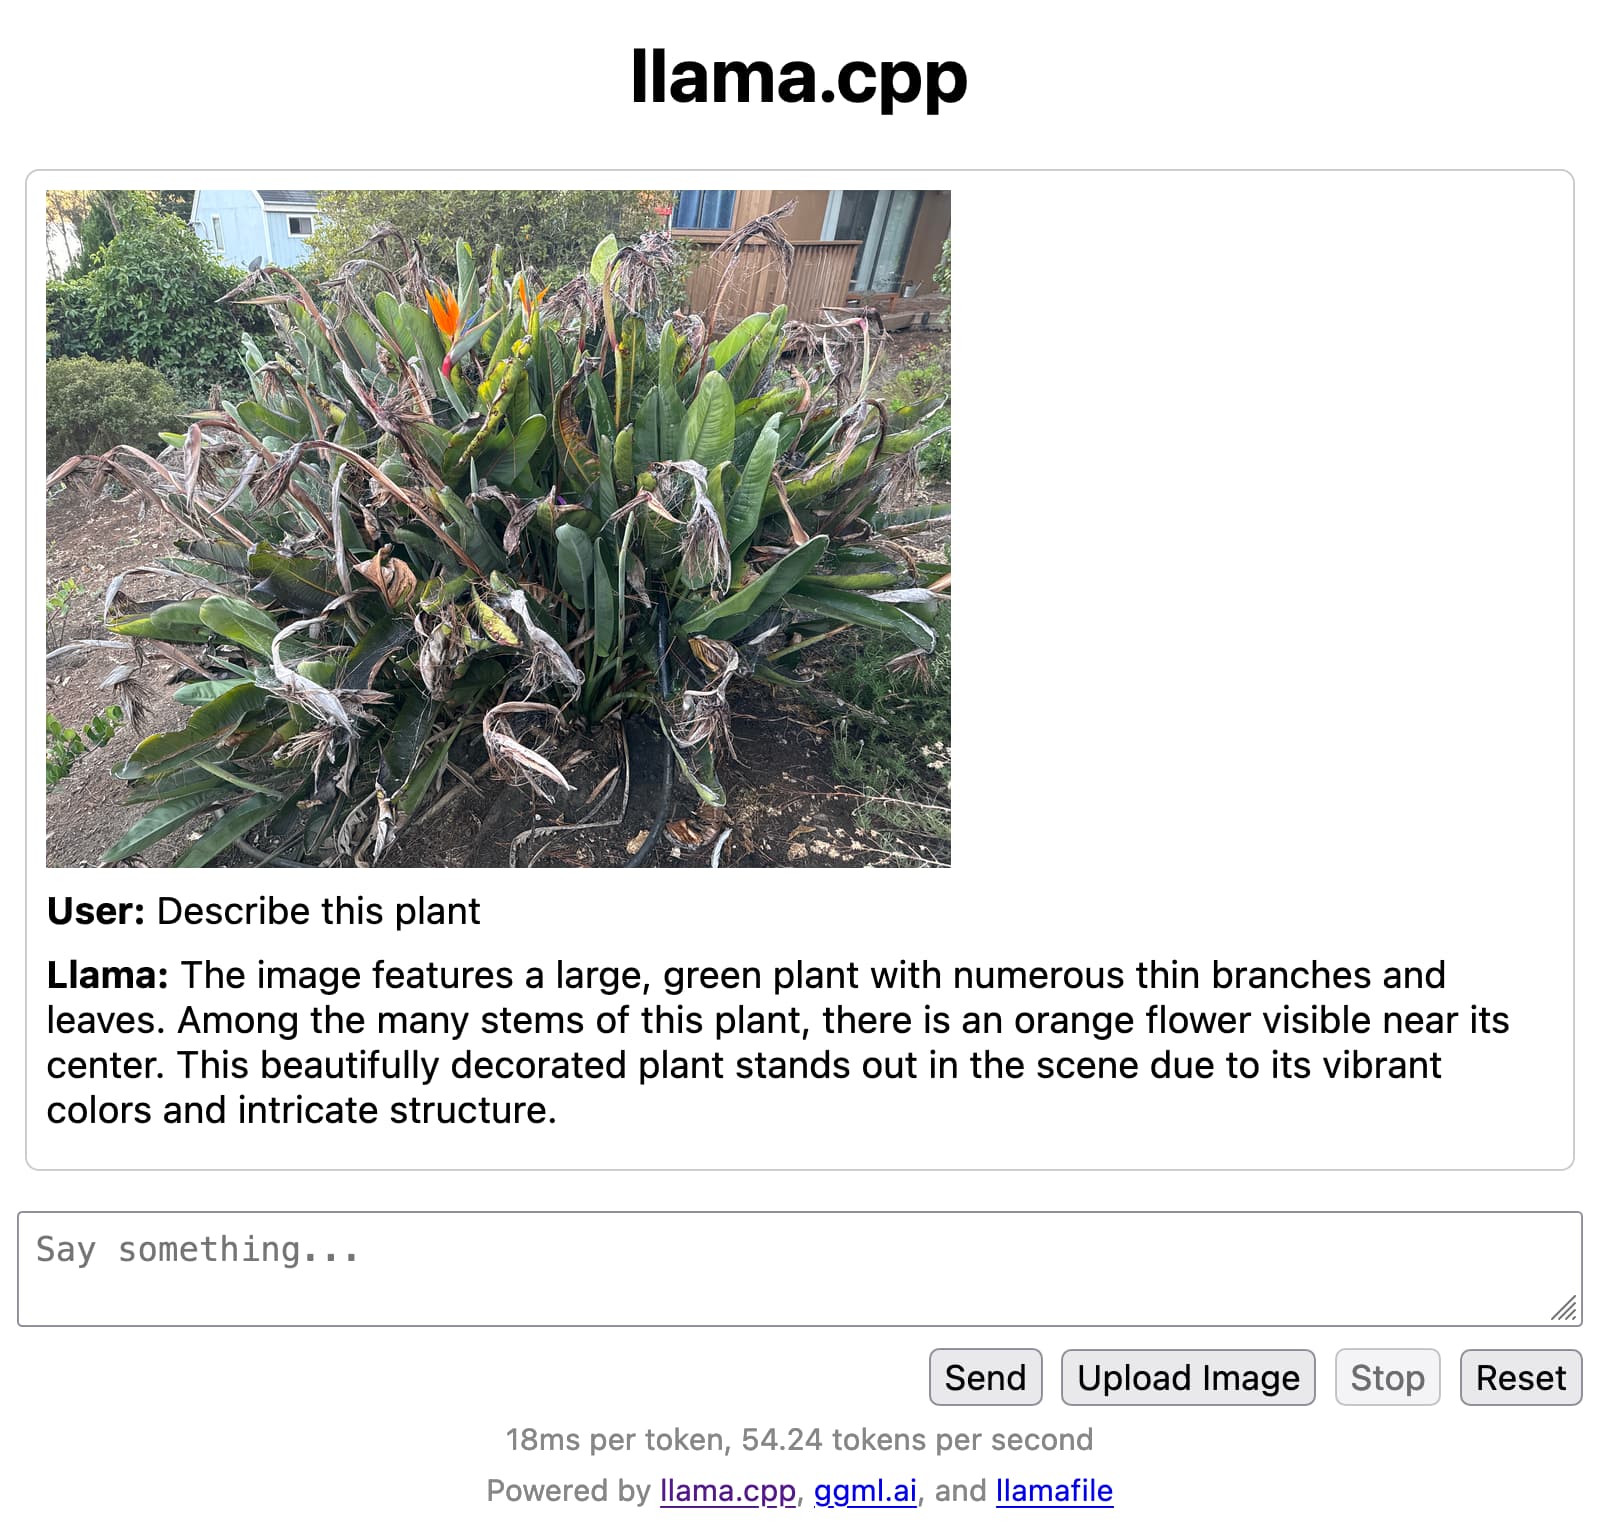 llama.cpp
User: Describe this plant
Llama: The image features a large, green plant with numerous thin branches and
leaves. Among the many stems of this plant, there is an orange flower visible near its
center. This beautifully decorated plant stands out in the scene due to its vibrant
colors and intricate structure.
Say something...
Send Upload Image Stop Reset
18ms per token, 54.24 tokens per second
Powered by llama.cpp, ggml.ai, and llamafile